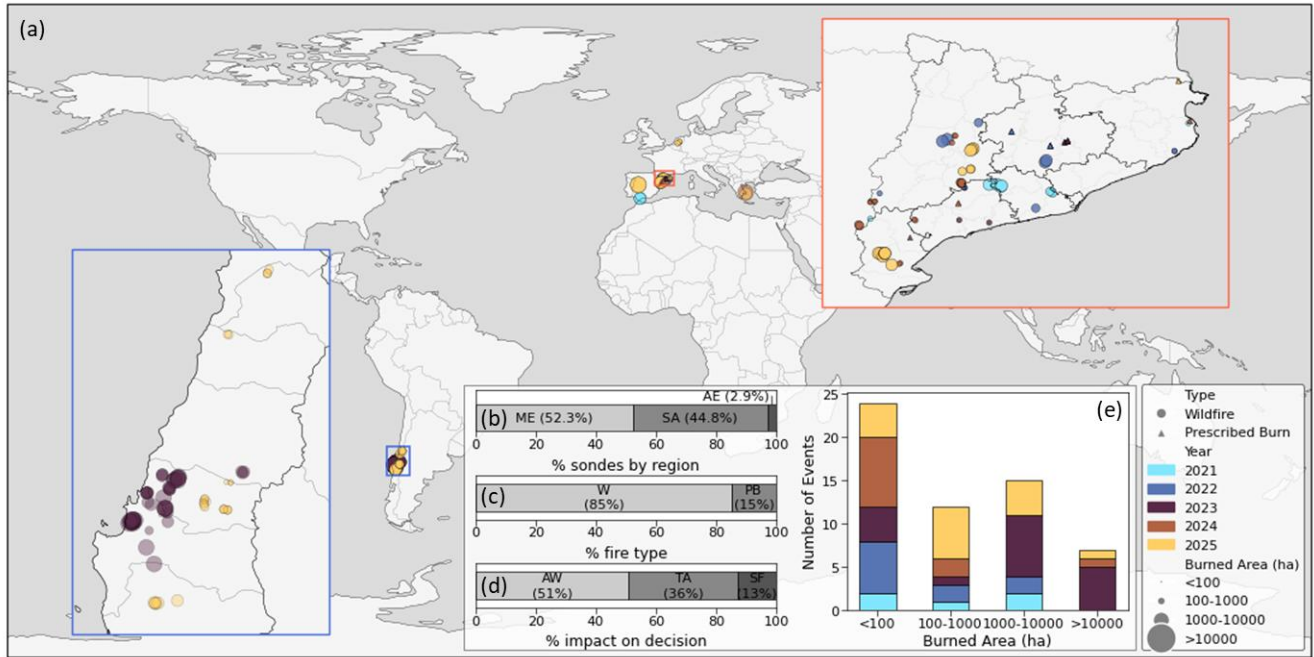 (a)
AE (2.9%)
(b)
ME (52.3%)
SA (44.8%)
0
20
40
60
80
100
% sondes by region
(c)
W
(85%)
PB
(15%)
0
20
40
60
80
100
% fire type
(d)
AW
(51%)
TA
(36%)
SF
(13%)
0
20
40
60
80
100
% impact on decision
(e)
Number of Events
25
20
15
10
5
0
<100
100-1000
1000-10000
>10000
Burned Area (ha)
Type
Wildfire
Prescribed Burn
Year
2021
2022
2023
2024
2025
Burned Area (ha)
<100
100-1000
1000-10000
>10000